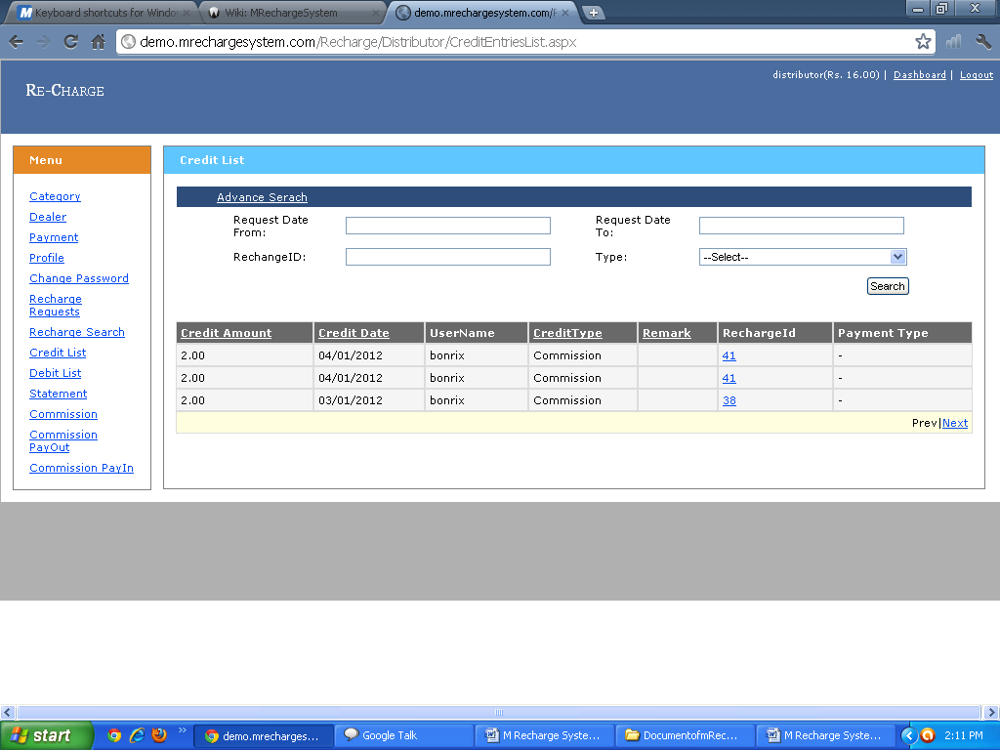 Keyboard shortcuts for Windo
Wiki: MRechargeSystem
demo.mrechargesystem.com/F
demo.mrechargesystem.com/Recharge/Distributor/CreditEntriesList.aspx
distributor(Rs. 16.00) | Dashboard | Logout
RE-CHARGE
Menu
Category
Dealer
Payment
Profile
Change Password
Recharge
Requests
Recharge Search
Credit List
Debit List
Statement
Commission
Commission
PayOut
Commission PayIn
Credit List
Advance Serach
Request Date
From:
Request Date
To:
RechangeID:
Type: --Select--
Search
Credit Amount Credit Date UserName CreditType Remark RechargeId Payment Type
2.00 04/01/2012 bonrix Commission 41 -
2.00 04/01/2012 bonrix Commission 41 -
2.00 03/01/2012 bonrix Commission 38 -
Prev|Next
start
demo.mrecharges...
Google Talk
M Recharge Syste...
DocumentofmRec...
M Recharge Syste...
2:11 PM